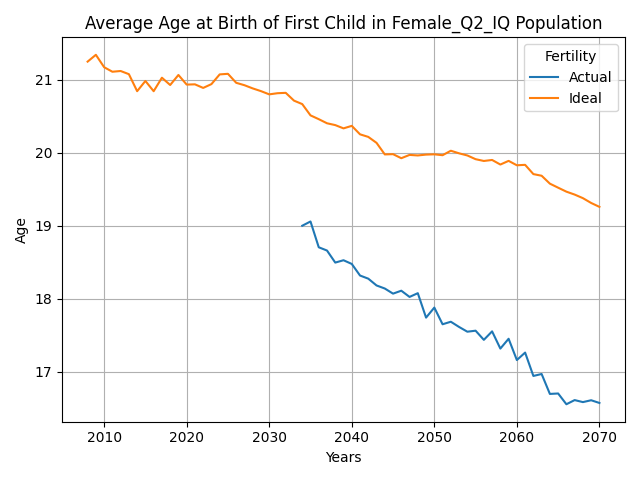 Average Age at Birth of First Child in Female_Q2_IQ Population
Fertility
Actual
Ideal
Age
21
20
19
18
17
2010 2020 2030 2040 2050 2060 2070
Years